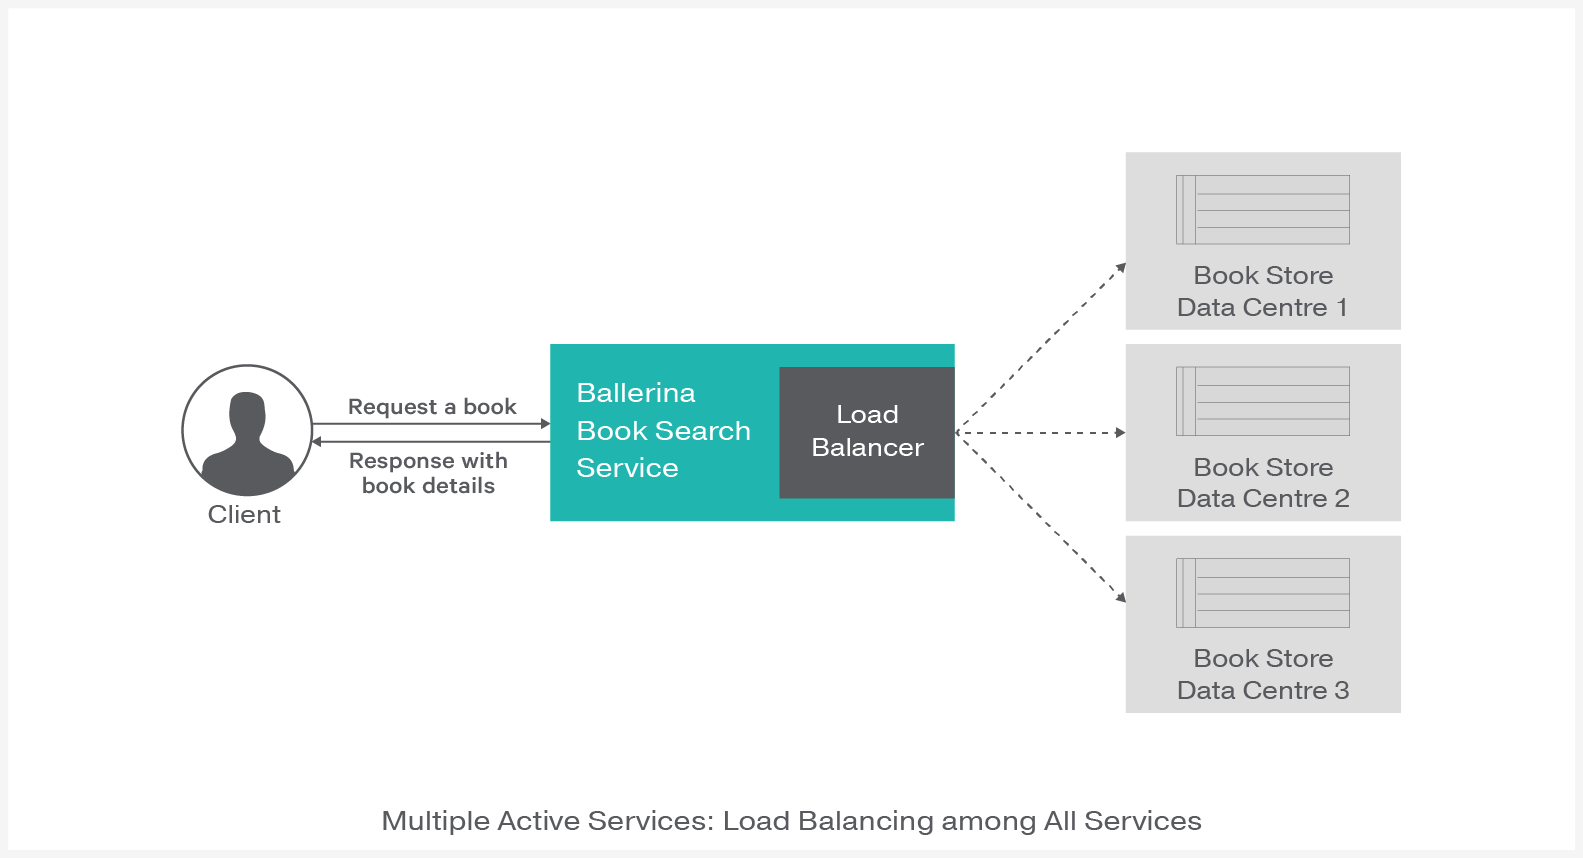 Request a book
Response with
book details
Client
Ballerina
Book Search
Service
Load
Balancer
Book Store
Data Centre 1
Book Store
Data Centre 2
Book Store
Data Centre 3
Multiple Active Services: Load Balancing among All Services